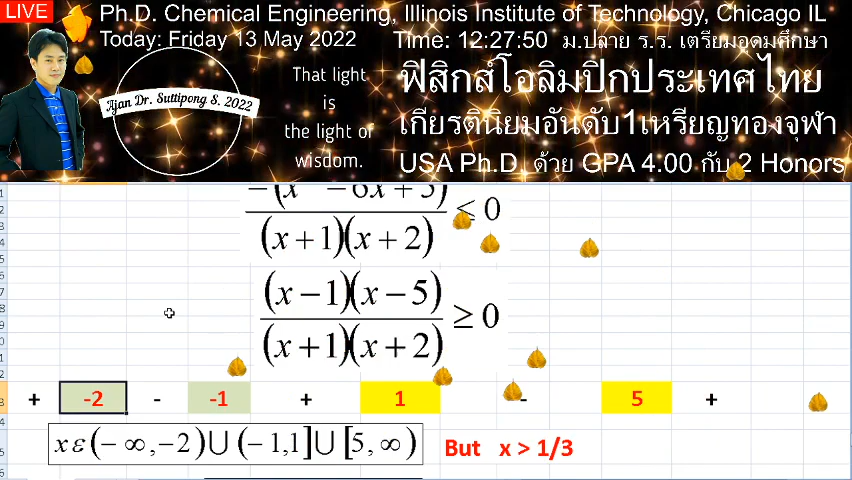 LIVE
Ph.D. Chemical Engineering, Illinois Institute of Technology, Chicago IL
Today: Friday 13 May 2022 Time: 12:27:50 ม.ปลาย ร.ร. เตรียมอุดมศึกษา
Ajan Dr. Suttipong S. 2022
That light
is
the light of
wisdom.
ฟิสิกส์โอลิมปิกประเทศไทย
เกียรตินิยมอันดับ1เหรียญทองจุฬา
USA Ph.D. ด้วย GPA 4.00 กับ 2 Honors
−(x − 6x + 5)
(x+1)(x+2) ≤ 0
(x−1)(x−5)
(x+1)(x+2) ≥ 0
+ -2 - -1 + 1 - 5 +
x ε (− ∞,−2)⋃(−1,1]⋃[5,∞) But x > 1/3